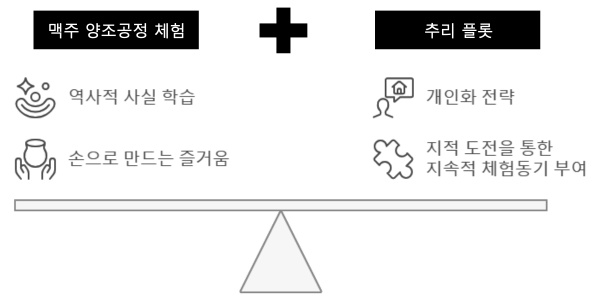 맥주 양조공정 체험
추리 플롯
역사적 사실 학습
개인화 전략
손으로 만드는 즐거움
지적 도전을 통한
지속적 체험동기 부여